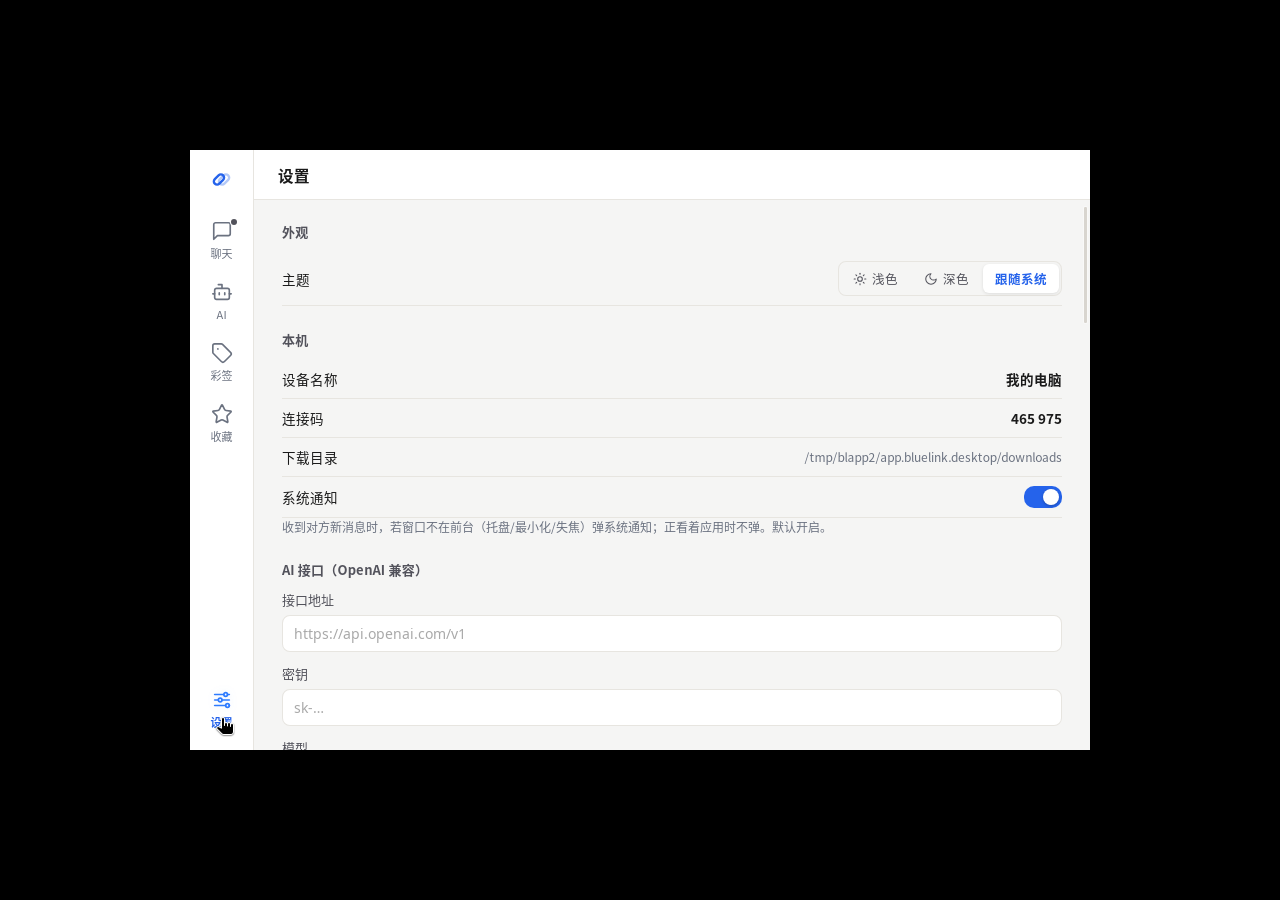 设置
聊天
AI
彩签
收藏
设置
外观
主题
浅色
深色
跟随系统
本机
设备名称
我的电脑
连接码
465 975
下载目录
/tmp/blapp2/app.bluelink.desktop/downloads
系统通知
收到对方新消息时，若窗口不在前台（托盘/最小化/失焦）弹系统通知；正看着应用时不弹。默认开启。
AI 接口（OpenAI 兼容）
接口地址
https://api.openai.com/v1
密钥
sk-...
模型